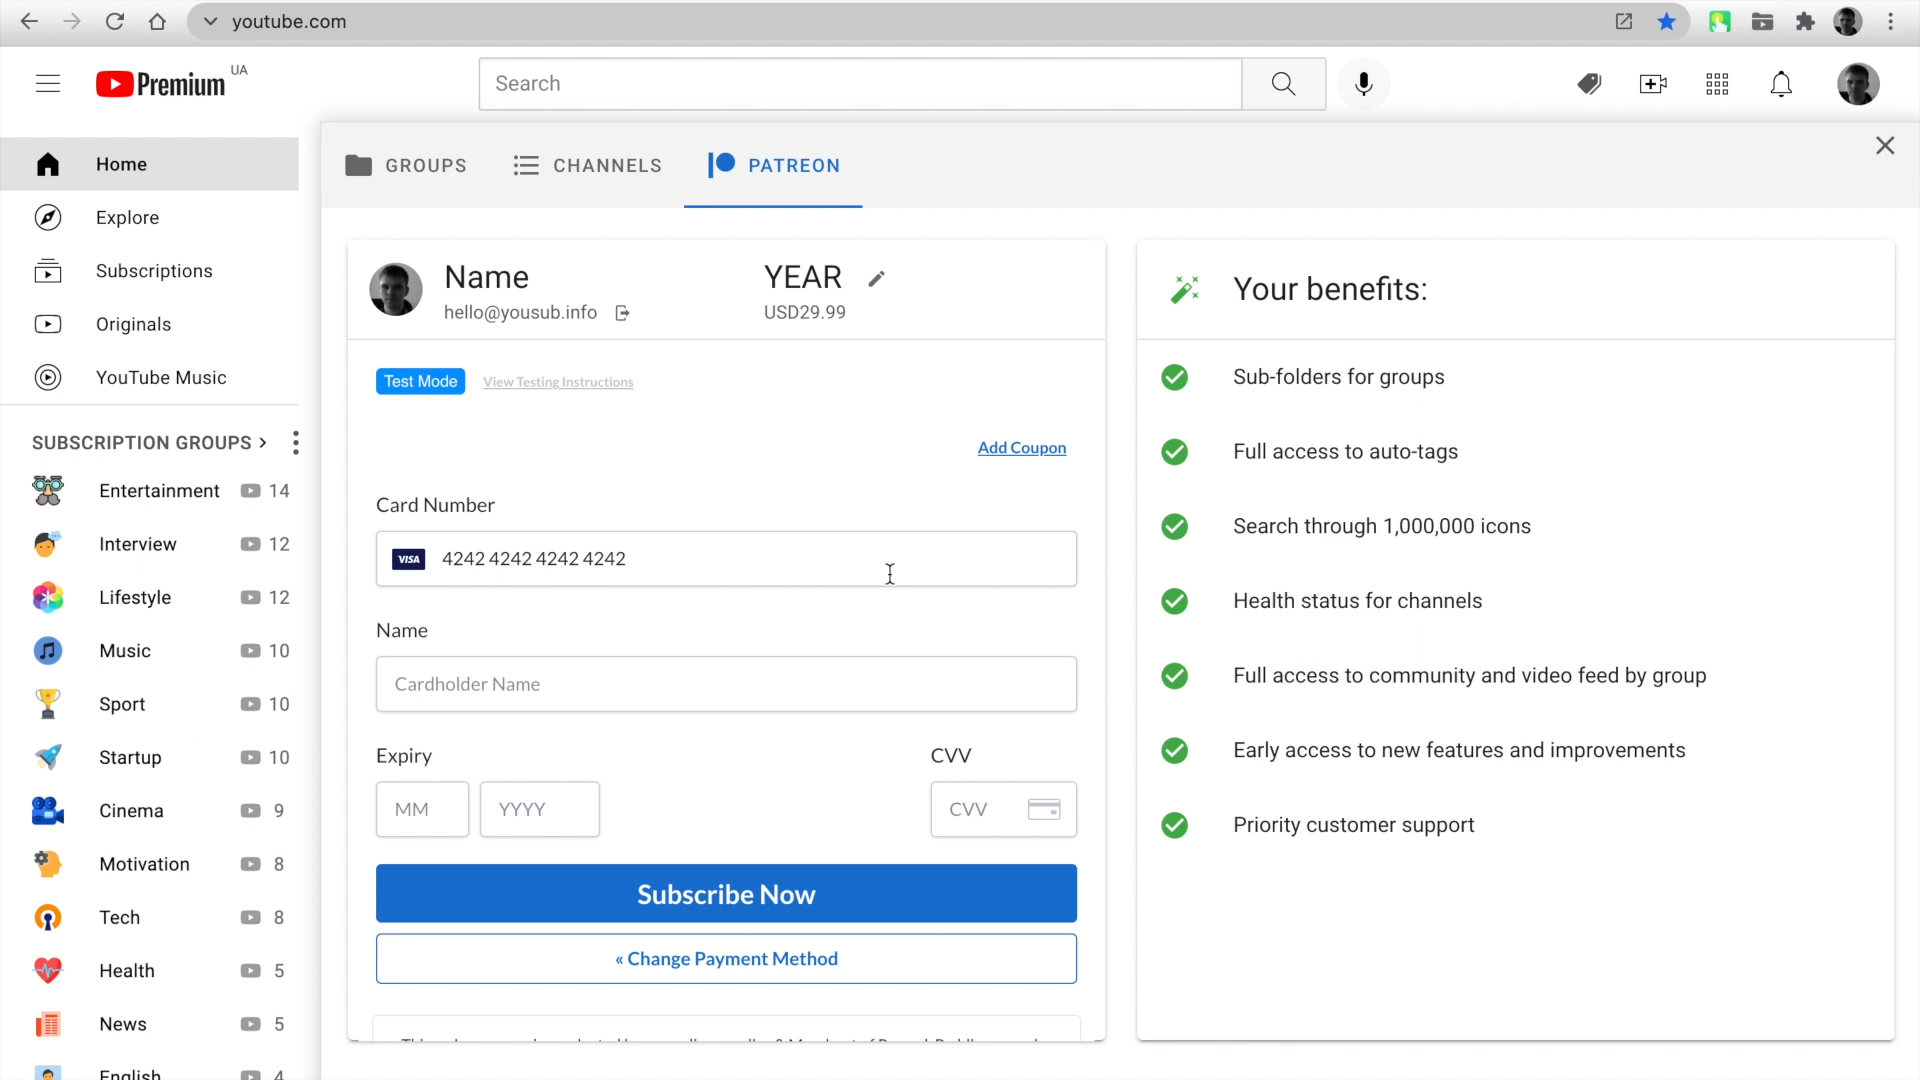 youtube.com
Premium UA
Search
Home
Explore
Subscriptions
Originals
YouTube Music
SUBSCRIPTION GROUPS
Entertainment 14
Interview 12
Lifestyle 12
Music 10
Sport 10
Startup 10
Cinema 9
Motivation 8
Tech 8
Health 5
News 5
English 4
GROUPS
CHANNELS
PATREON
Name
hello@yousub.info
YEAR
USD29.99
Test Mode
View Testing Instructions
Add Coupon
Card Number
VISA
4242 4242 4242 4242
Name
Cardholder Name
Expiry
CVV
MM
YYYY
CVV
Subscribe Now
« Change Payment Method
Your benefits:
Sub-folders for groups
Full access to auto-tags
Search through 1,000,000 icons
Health status for channels
Full access to community and video feed by group
Early access to new features and improvements
Priority customer support